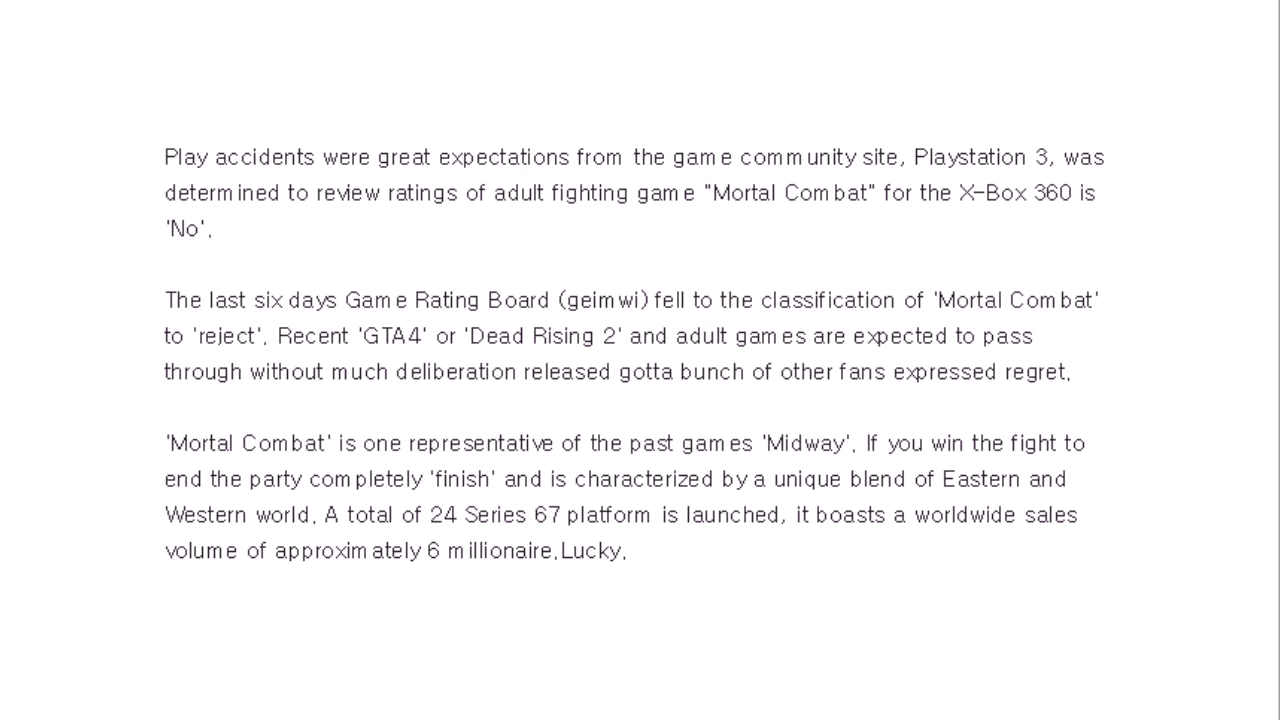 Play accidents were great expectations from the game community site, Playstation 3, was
determined to review ratings of adult fighting game "Mortal Combat" for the X-Box 360 is
'No'.
The last six days Game Rating Board (geimwi) fell to the classification of 'Mortal Combat'
to 'reject'. Recent 'GTA4' or 'Dead Rising 2' and adult games are expected to pass
through without much deliberation released gotta bunch of other fans expressed regret.
'Mortal Combat' is one representative of the past games 'Midway'. If you win the fight to
end the party completely 'finish' and is characterized by a unique blend of Eastern and
Western world. A total of 24 Series 67 platform is launched, it boasts a worldwide sales
volume of approximately 6 millionaire.Lucky.